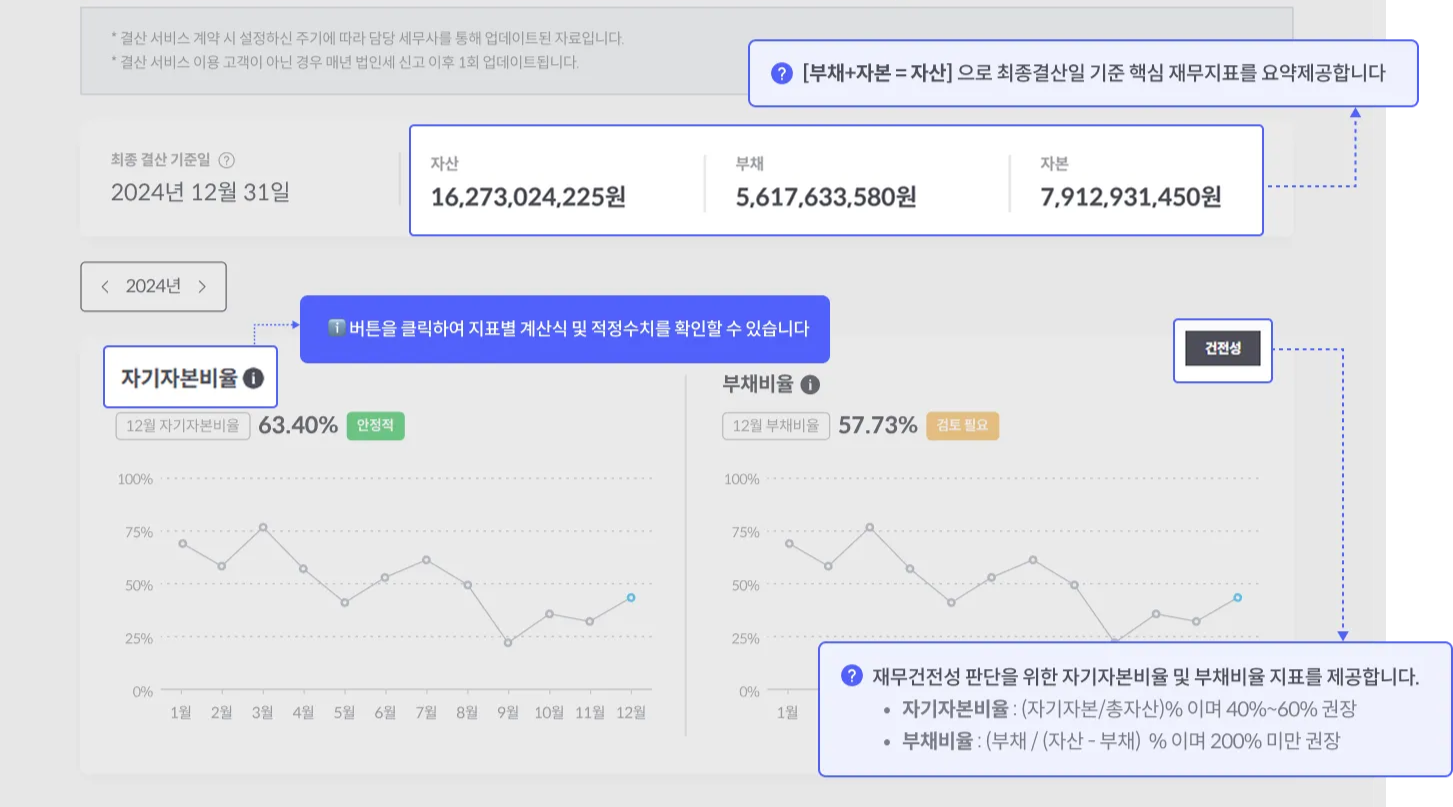 * 결산 서비스 계약 시 설정하신 주기에 따라 담당 세무사를 통해 업데이트된 자료입니다.
* 결산 서비스 이용 고객이 아닌 경우 매년 법인세 신고 이후 1회 업데이트됩니다.
? [부채+자본 = 자산] 으로 최종결산일 기준 핵심 재무지표를 요약제공합니다
최종 결산 기준일 ?
2024년 12월 31일
자산
16,273,024,225원
부채
5,617,633,580원
자본
7,912,931,450원
< 2024년 >
i 버튼을 클릭하여 지표별 계산식 및 적정수치를 확인할 수 있습니다
건전성
자기자본비율 i
12월 자기자본비율 63.40% 안정적
100%
75%
50%
25%
0%
1월 2월 3월 4월 5월 6월 7월 8월 9월 10월 11월 12월
부채비율 i
12월 부채비율 57.73% 검토 필요
100%
75%
50%
25%
0%
1월
? 재무건전성 판단을 위한 자기자본비율 및 부채비율 지표를 제공합니다.
• 자기자본비율 : (자기자본/총자산)% 이며 40%~60% 권장
• 부채비율 : (부채 / (자산 - 부채) % 이며 200% 미만 권장